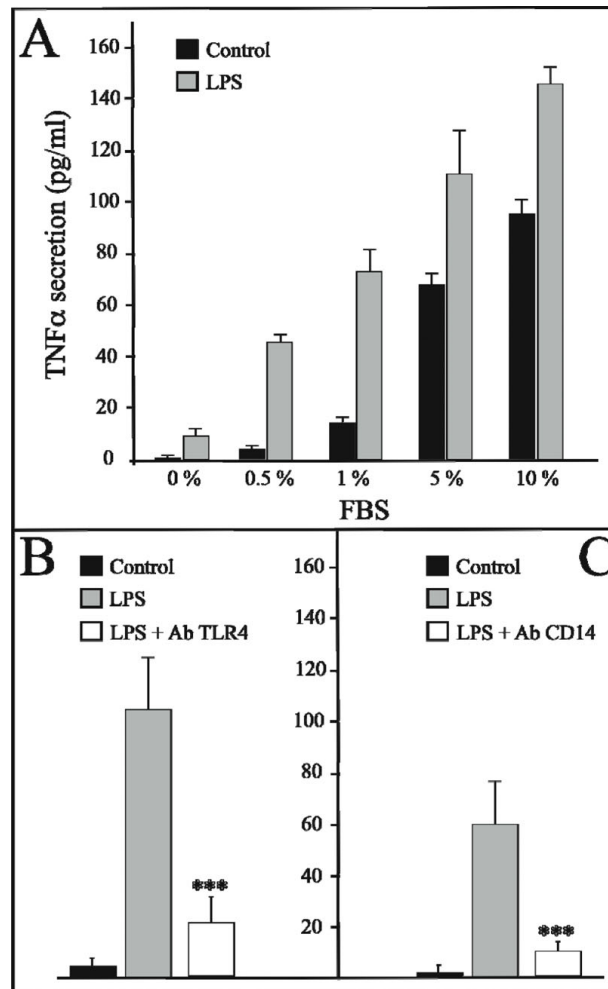 A
Control
LPS
TNFα secretion (pg/ml)
160
140
120
100
80
60
40
20
0
0 %
0.5 %
1 %
5 %
10 %
FBS
B
Control
LPS
LPS + Ab TLR4
***
160
140
120
100
80
60
40
20
C
Control
LPS
LPS + Ab CD14
***